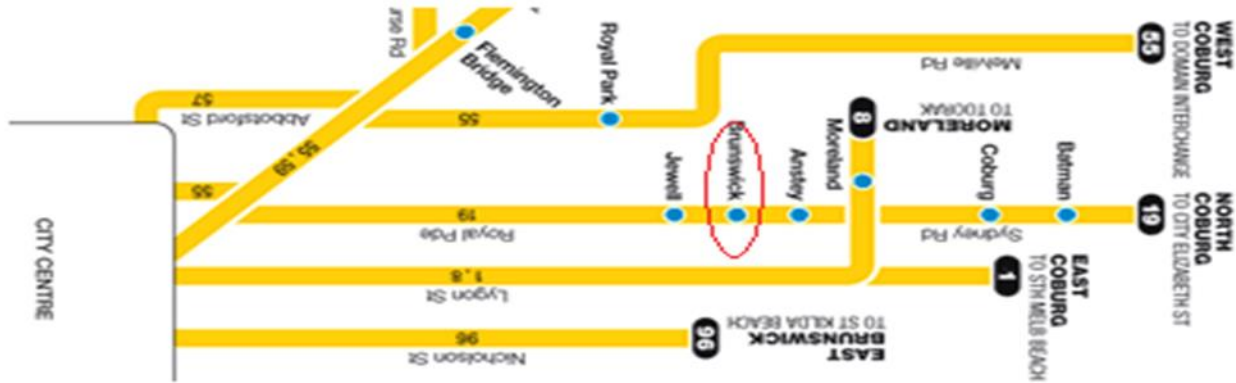 WEST
COBURG
TO DOMAIN INTERCHANGE
55
Melville Rd
Royal Park
Flemington
Bridge
55
57
Abbotsford St
55, 59
55
MORELAND
TO TOORAK
8
Moreland
Jewell
Brunswick
Anstey
Coburg
Batman
19
Royal Pde
Sydney Rd
NORTH
COBURG
TO CITY ELIZABETH ST
19
CITY CENTRE
1, 8
Lygon St
1
EAST
COBURG
TO STH MELB BEACH
96
Nicholson St
96
EAST
BRUNSWICK
TO ST KILDA BEACH